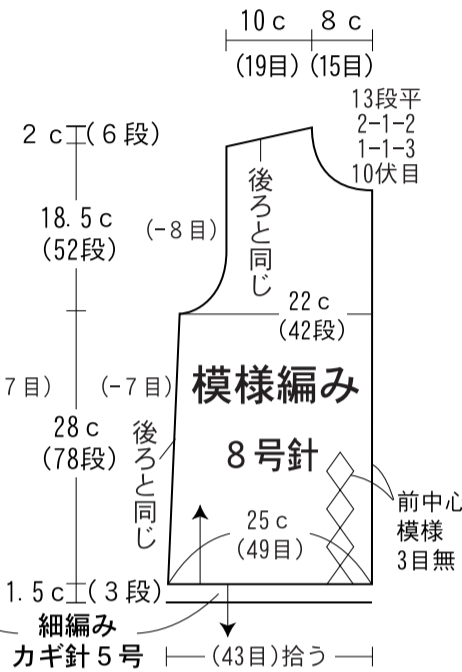 10 c
8 c
(19目)
(15目)
13段平
2-1-2
1-1-3
10伏目
2 c
(6段)
18.5c
(52段)
(-8目)
後ろと同じ
22 c
(42段)
7目)
(-7目)
模様編み
8号針
28 c
(78段)
後ろと同じ
25 c
(49目)
前中心
模様
3目無
1.5c
(3段)
細編み
カギ針5号
(43目)拾う